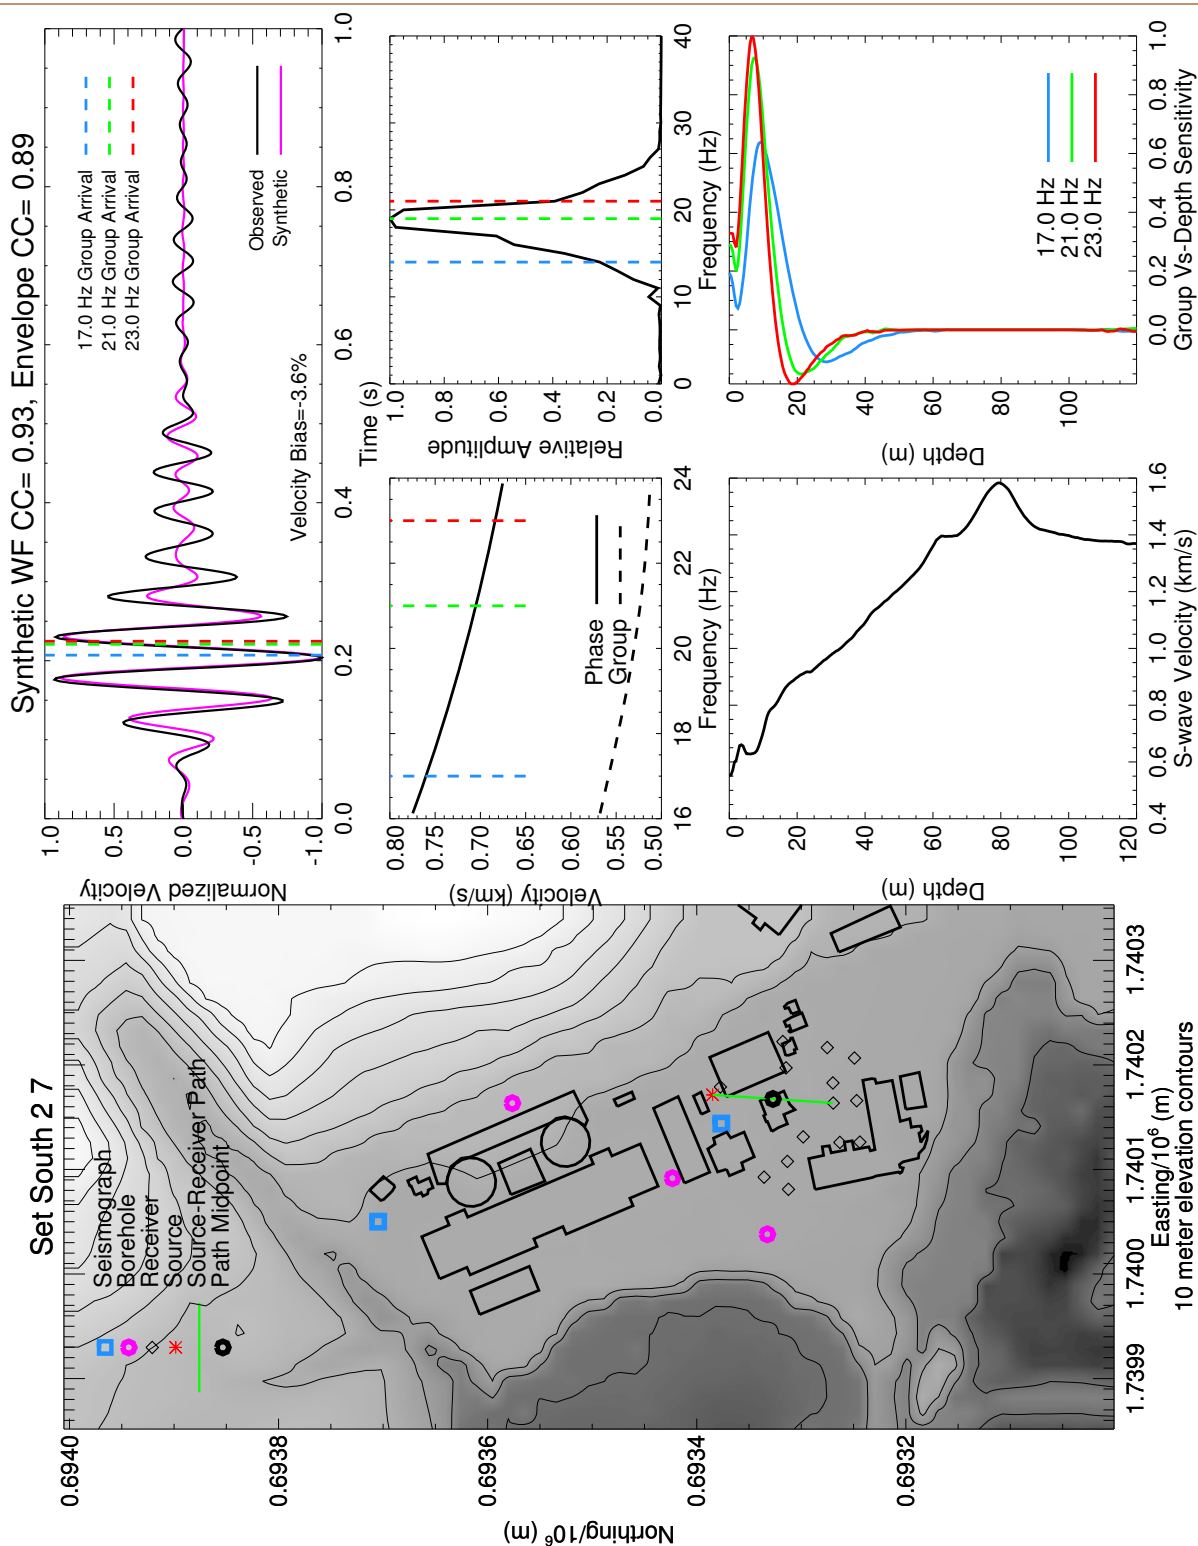 Set South 2 7
Seismograph
Borehole
Receiver
Source
Source-Receiver Path
Path Midpoint
0.6940
0.6938
0.6936
0.6934
0.6932
Northing/10⁶ (m)
1.7399
1.7400
1.7401
1.7402
1.7403
Easting/10⁶ (m)
10 meter elevation contours
Synthetic WF CC= 0.93, Envelope CC= 0.89
1.0
0.5
0.0
-0.5
-1.0
Normalized Velocity
17.0 Hz Group Arrival
21.0 Hz Group Arrival
23.0 Hz Group Arrival
Observed
Synthetic
Velocity Bias=-3.6%
0.0
0.2
0.4
0.6
0.8
1.0
Time (s)
0.80
0.75
0.70
0.65
0.60
0.55
0.50
Velocity (km/s)
Phase
Group
16
18
20
22
24
Frequency (Hz)
1.0
0.8
0.6
0.4
0.2
0.0
Relative Amplitude
0
10
20
30
40
Frequency (Hz)
0
20
40
60
80
100
120
Depth (m)
0.4
0.6
0.8
1.0
1.2
1.4
1.6
S-wave Velocity (km/s)
0
20
40
60
80
100
Depth (m)
17.0 Hz
21.0 Hz
23.0 Hz
0.0
0.2
0.4
0.6
0.8
1.0
Group Vs-Depth Sensitivity